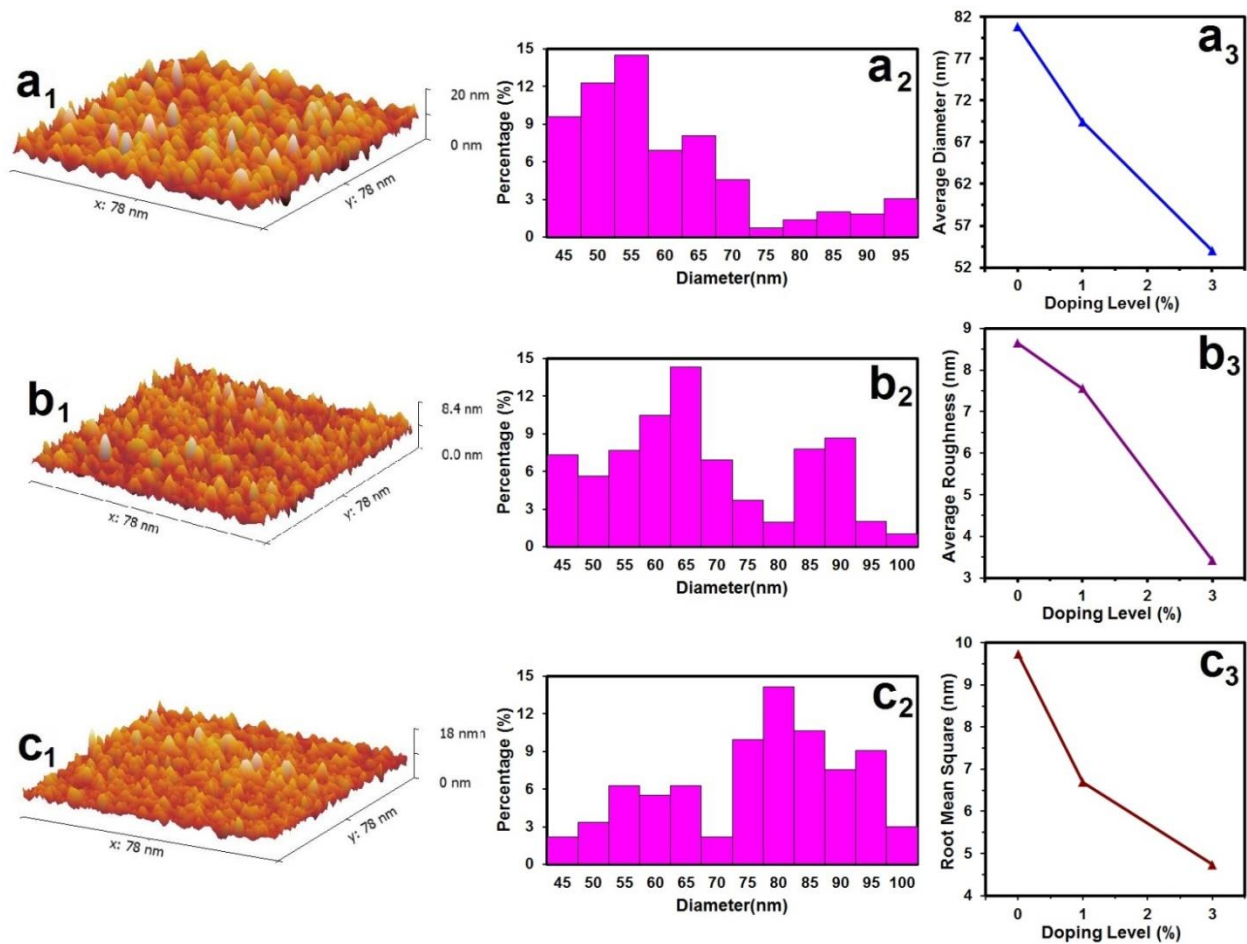 a1
20 nm
0 nm
x: 78 nm
y: 78 nm
a2
Percentage (%)
15
12
9
6
3
0
45 50 55 60 65 70 75 80 85 90 95
Diameter(nm)
a3
Average Diameter (nm)
82
77
72
67
62
57
52
0 1 2 3
Doping Level (%)
b1
8.4 nm
0.0 nm
x: 78 nm
y: 78 nm
b2
Percentage (%)
15
12
9
6
3
0
45 50 55 60 65 70 75 80 85 90 95 100
Diameter(nm)
b3
Average Roughness (nm)
9
8
7
6
5
4
3
0 1 2 3
Doping Level (%)
c1
18 nm
0 nm
x: 78 nm
y: 78 nm
c2
Percentage (%)
15
12
9
6
3
0
45 50 55 60 65 70 75 80 85 90 95 100
Diameter(nm)
c3
Root Mean Square (nm)
10
9
8
7
6
5
4
0 1 2 3
Doping Level (%)